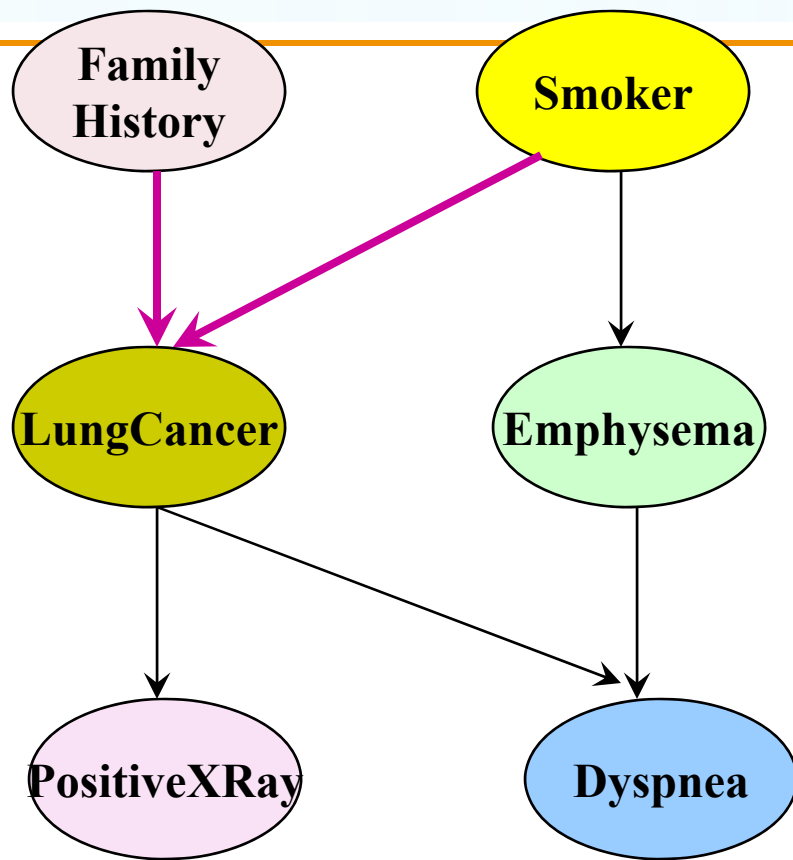 Family
History
Smoker
LungCancer
Emphysema
PositiveXRay
Dyspnea